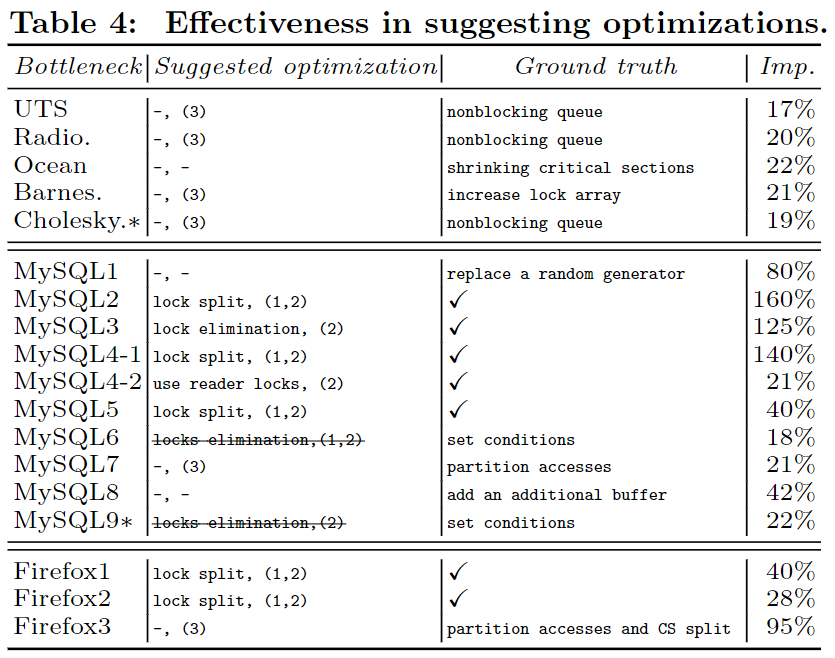 Table 4: Effectiveness in suggesting optimizations.
Bottleneck Suggested optimization Ground truth Imp.
UTS –, (3) nonblocking queue 17%
Radio. –, (3) nonblocking queue 20%
Ocean –, – shrinking critical sections 22%
Barnes. –, (3) increase lock array 21%
Cholesky.* –, (3) nonblocking queue 19%
MySQL1 –, – replace a random generator 80%
MySQL2 lock split, (1,2) ✓ 160%
MySQL3 lock elimination, (2) ✓ 125%
MySQL4-1 lock split, (1,2) ✓ 140%
MySQL4-2 use reader locks, (2) ✓ 21%
MySQL5 lock split, (1,2) ✓ 40%
MySQL6 locks elimination,(1,2) set conditions 18%
MySQL7 –, (3) partition accesses 21%
MySQL8 –, – add an additional buffer 42%
MySQL9* locks elimination,(2) set conditions 22%
Firefox1 lock split, (1,2) ✓ 40%
Firefox2 lock split, (1,2) ✓ 28%
Firefox3 –, (3) partition accesses and CS split 95%